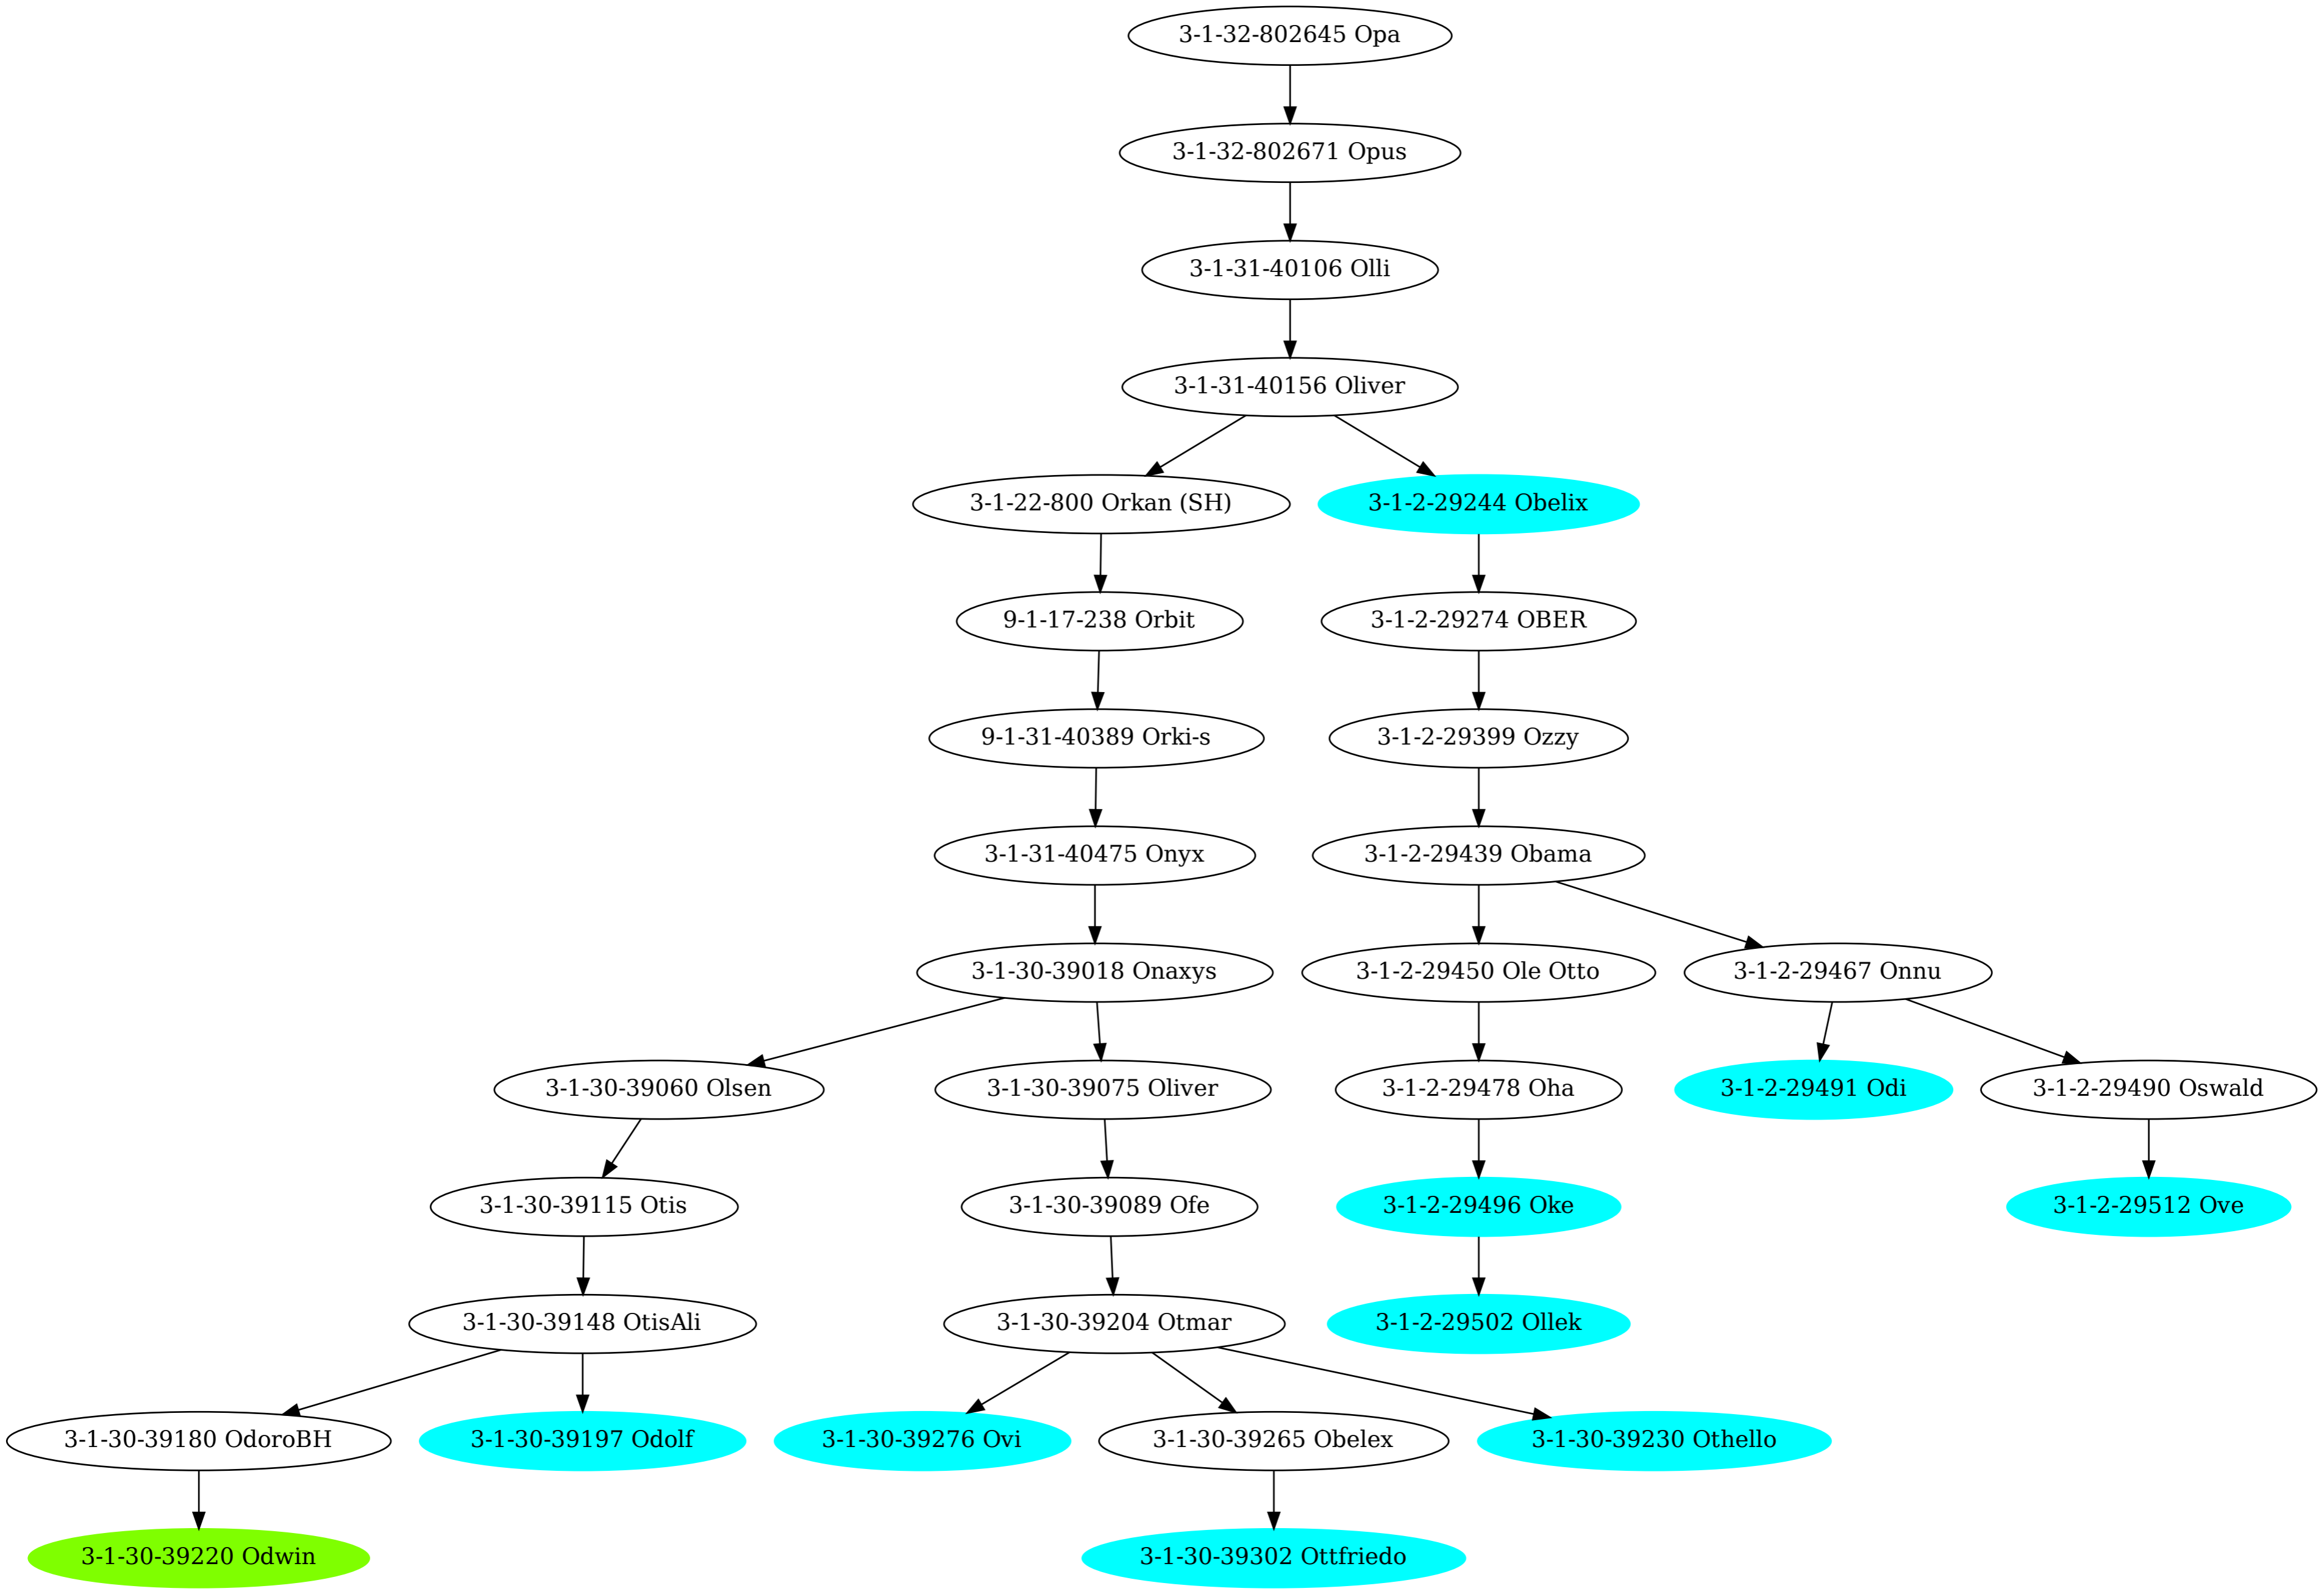 3-1-32-802645 Opa
3-1-32-802671 Opus
3-1-31-40106 Olli
3-1-31-40156 Oliver
3-1-22-800 Orkan (SH)
3-1-2-29244 Obelix
9-1-17-238 Orbit
3-1-2-29274 OBER
9-1-31-40389 Orki-s
3-1-2-29399 Ozzy
3-1-31-40475 Onyx
3-1-2-29439 Obama
3-1-30-39018 Onaxys
3-1-2-29450 Ole Otto
3-1-2-29467 Onnu
3-1-30-39060 Olsen
3-1-30-39075 Oliver
3-1-2-29478 Oha
3-1-2-29491 Odi
3-1-2-29490 Oswald
3-1-30-39115 Otis
3-1-30-39089 Ofe
3-1-2-29496 Oke
3-1-2-29512 Ove
3-1-30-39148 OtisAli
3-1-30-39204 Otmar
3-1-2-29502 Ollek
3-1-30-39180 OdoroBH
3-1-30-39197 Odolf
3-1-30-39276 Ovi
3-1-30-39265 Obelex
3-1-30-39230 Othello
3-1-30-39220 Odwin
3-1-30-39302 Ottfriedo